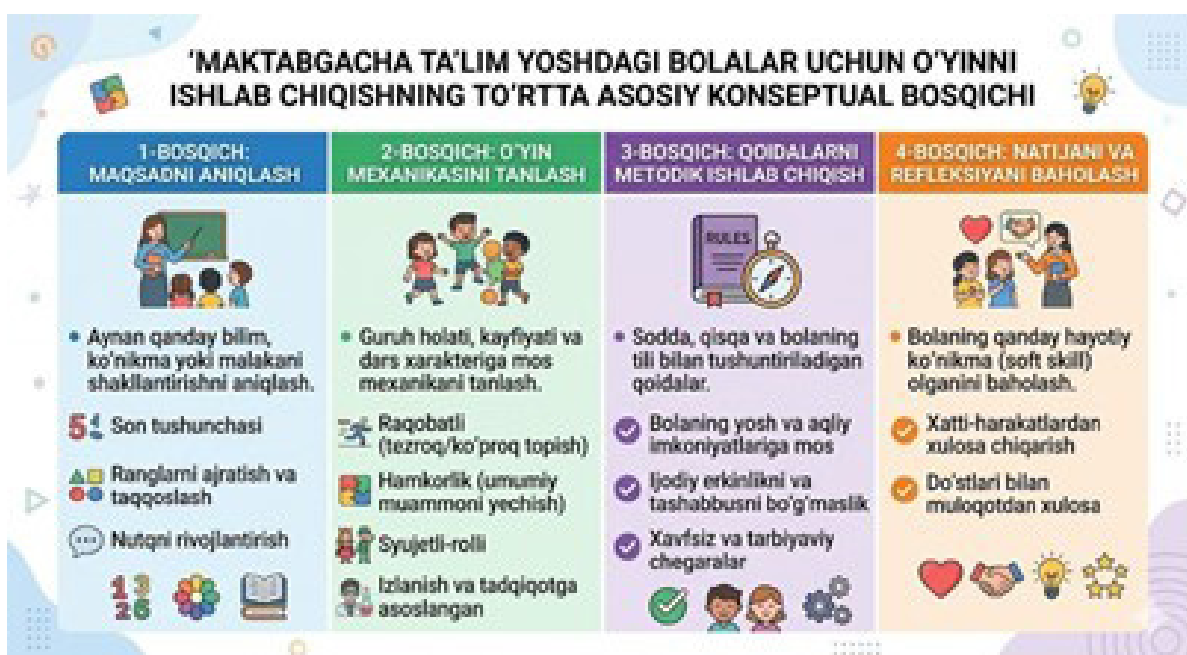 'MAKTABGACHA TA'LIM YOSHDAGI BOLALAR UCHUN O'YINNI
ISHLAB CHIQISHNING TO'RTTA ASOSIY KONSEPTUAL BOSQICHI
1-BOSQICH:
MAQSADNI ANIQLASH
• Aynan qanday bilim,
ko'nikma yoki malakani
shakllantirishni aniqlash.
Son tushunchasi
Ranglarni ajratish va
taqqoslash
Nutqni rivojlantirish
2-BOSQICH: O'YIN
MEXANIKASINI TANLASH
• Guruh holati, kayfiyati va
dars xarakteriga mos
mexanikani tanlash.
Raqobatli
(tezroq/ko'proq topish)
Hamkorlik (umumiy
muammoni yechish)
Syujetli-rolli
Izlanish va tadqiqotga
asoslangan
3-BOSQICH: QOIDALARNI
METODIK ISHLAB CHIQISH
RULES
• Sodda, qisqa va bolaning
tili bilan tushuntiriladigan
qoidalar.
Bolaning yosh va aqliy
imkoniyatlariga mos
Ijodiy erkinlikni va
tashabbusni bo'g'maslik
Xavfsiz va tarbiyaviy
chegaralar
4-BOSQICH: NATIJANI VA
REFLEKSIYANI BAHOLASH
• Bolaning qanday hayotiy
ko'nikma (soft skill)
olganini baholash.
Xatti-harakatlardan
xulosa chiqarish
Do'stlari bilan
muloqotdan xulosa